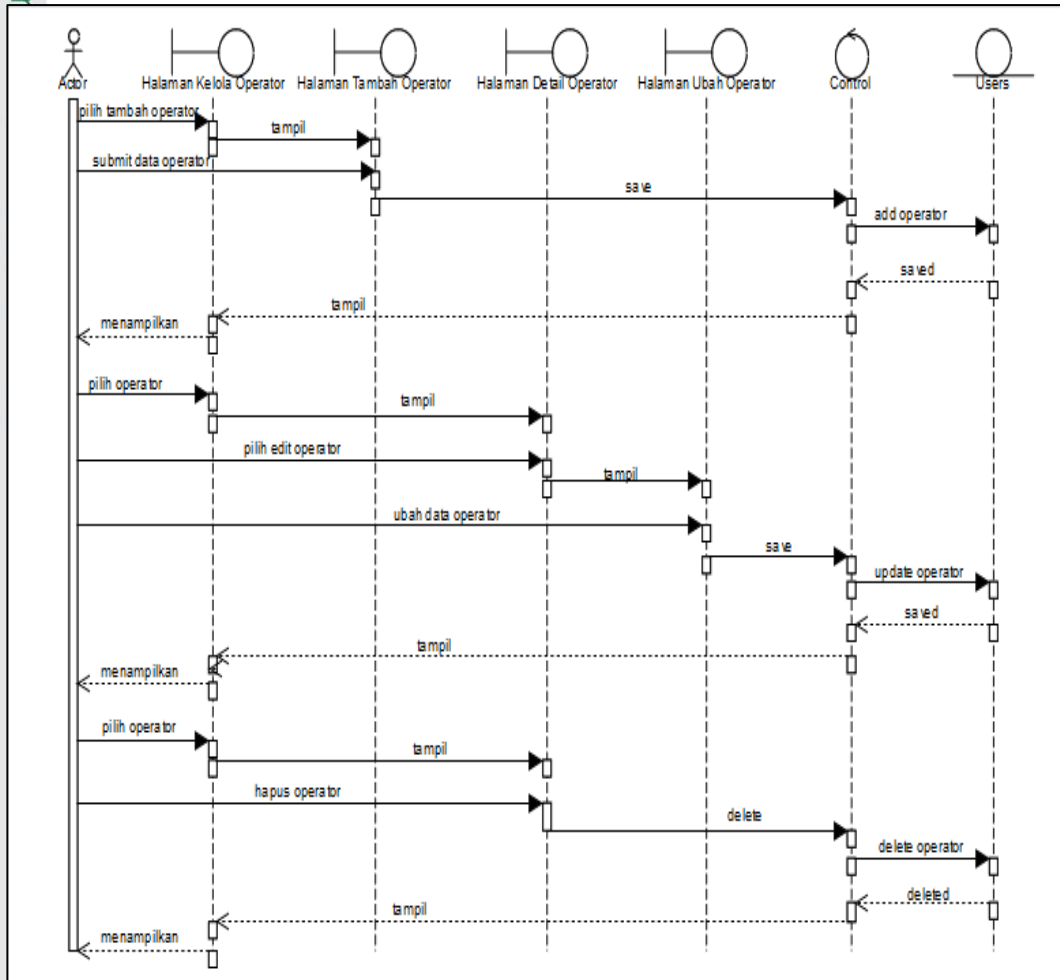 Actor
Halaman Kelola Operator
Halaman Tambah Operator
Halaman Detail Operator
Halaman Ubah Operator
Control
Users
pilih tambah operator
tampil
submit data operator
save
add operator
saved
tampil
menampilkan
pilih operator
tampil
pilih edit operator
tampil
ubah data operator
save
update operator
saved
tampil
menampilkan
pilih operator
tampil
hapus operator
delete
delete operator
deleted
tampil
menampilkan